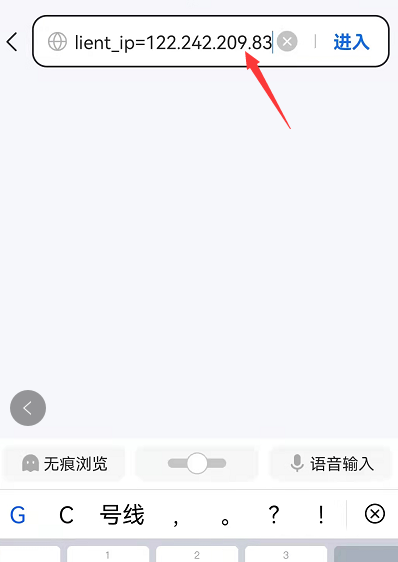 lient_ip=122.242.209.83 进入
无痕浏览 语音输入
G C 号线 ， 。 ？ ！
1 2 3